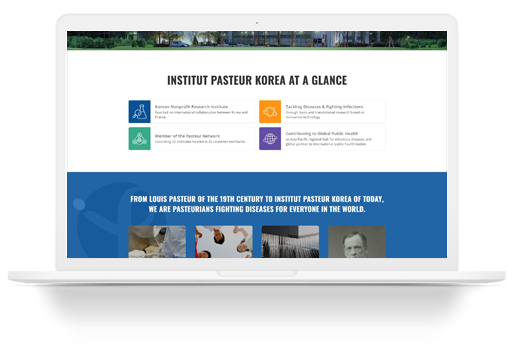 INSTITUT PASTEUR KOREA AT A GLANCE
Korean Nonprofit Research Institute
founded on international collaboration between Korea and
France
Tackling Diseases & Fighting Infections
through basic and translational research based on
innovative technology
Member of the Pasteur Network
consisting 33 institutes located in 25 countries worldwide
Contributing to Global Public Health
as Asia-Pacific regional hub for infectious diseases, and
global partner to international public health bodies
FROM LOUIS PASTEUR OF THE 19TH CENTURY TO INSTITUT PASTEUR KOREA OF TODAY,
WE ARE PASTEURIANS FIGHTING DISEASES FOR EVERYONE IN THE WORLD.